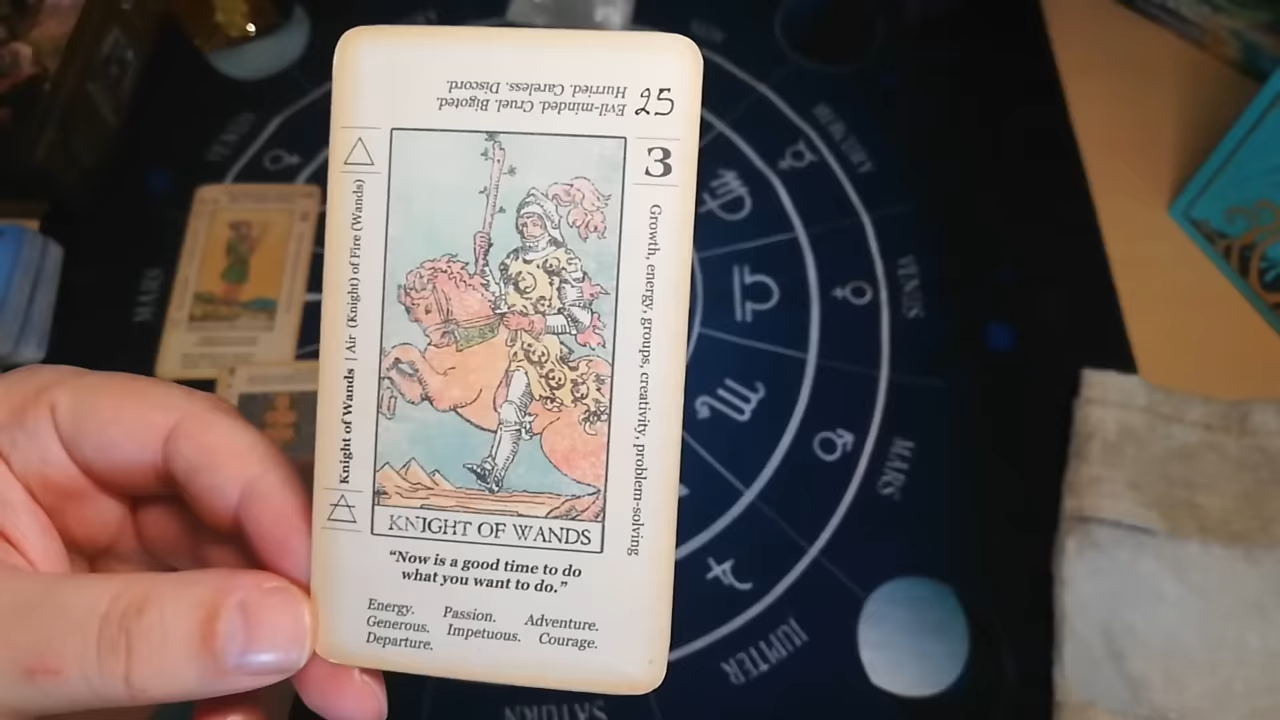 Evil-minded. Cruel. Bigoted.
Hurried. Careless. Discord.
25
3
Growth, energy, groups, creativity, problem-solving
Knight of Wands | Air (Knight) of Fire (Wands)
KNIGHT OF WANDS
“Now is a good time to do
what you want to do.”
Energy. Passion. Adventure.
Generous. Impetuous. Courage.
Departure.
VENUS
MERCURY
MARS
VENUS
MARS
JUPITER
SATURN